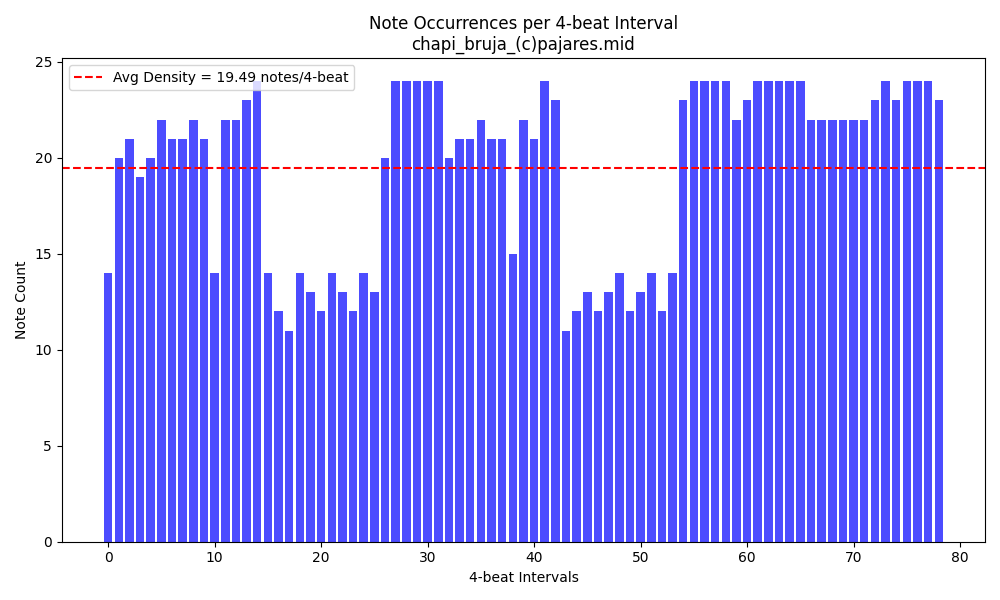 Note Occurrences per 4-beat Interval
chapi_bruja_(c)pajares.mid
Avg Density = 19.49 notes/4-beat
Note Count
25
20
15
10
5
0
0 10 20 30 40 50 60 70 80
4-beat Intervals